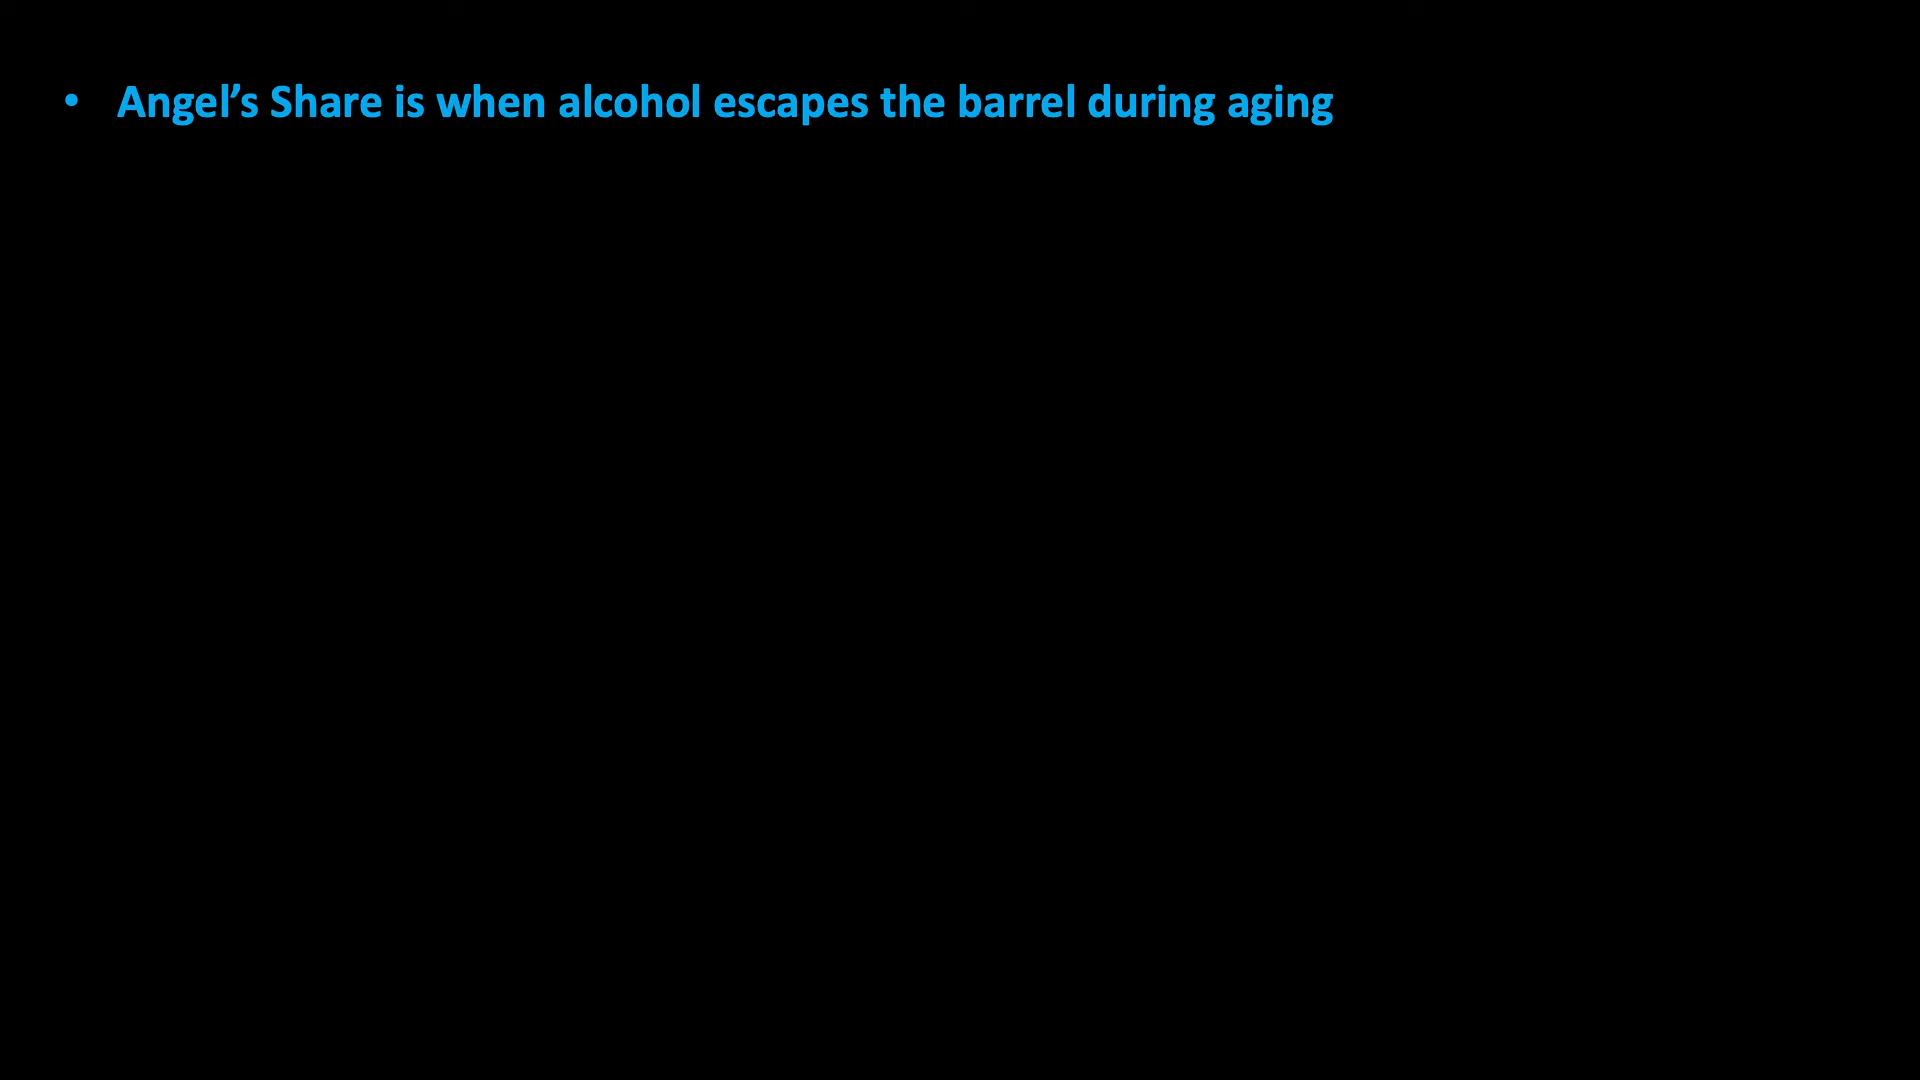 • Angel’s Share is when alcohol escapes the barrel during aging